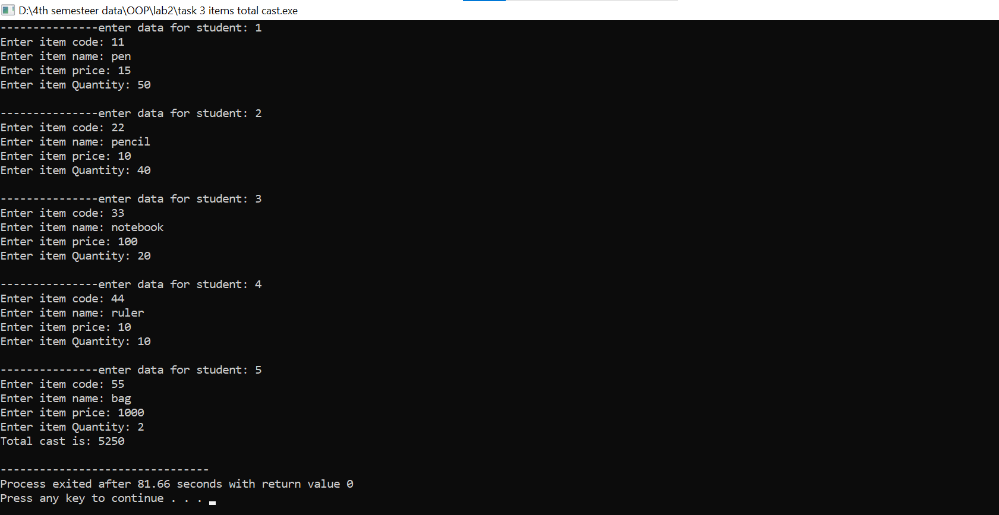 D:\4th semesteer data\OOP\lab2\task 3 items total cast.exe
---------------enter data for student: 1
Enter item code: 11
Enter item name: pen
Enter item price: 15
Enter item Quantity: 50
---------------enter data for student: 2
Enter item code: 22
Enter item name: pencil
Enter item price: 10
Enter item Quantity: 40
---------------enter data for student: 3
Enter item code: 33
Enter item name: notebook
Enter item price: 100
Enter item Quantity: 20
---------------enter data for student: 4
Enter item code: 44
Enter item name: ruler
Enter item price: 10
Enter item Quantity: 10
---------------enter data for student: 5
Enter item code: 55
Enter item name: bag
Enter item price: 1000
Enter item Quantity: 2
Total cast is: 5250
--------------------------------
Process exited after 81.66 seconds with return value 0
Press any key to continue . . .